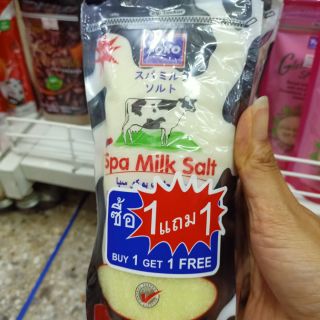 YOKO
スパミルク
ソルト
Spa Milk Salt
ซื้อ 1 แถม 1
BUY 1 GET 1 FREE